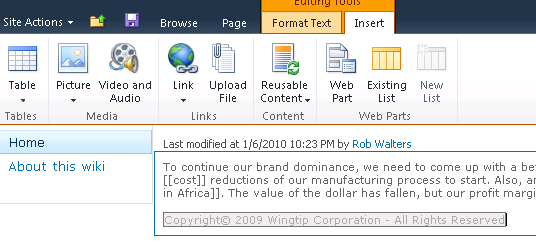 Editing Tools
Site Actions Browse Page Format Text Insert
Table Picture Video and Audio Link Upload File Reusable Content Web Part Existing List New List
Tables Media Links Content Web Parts
Home
About this wiki
Last modified at 1/6/2010 10:23 PM by Rob Walters
To continue our brand dominance, we need to come up with a bet
[[cost]] reductions of our manufacturing process to start. Also, an
in Africa]]. The value of the dollar has fallen, but our profit margi
Copyright© 2009 Wingtip Corporation - All Rights Reserved